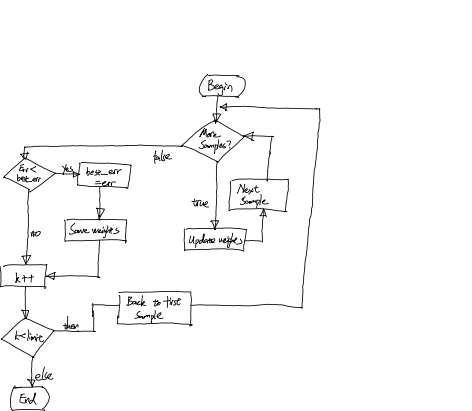 Begin
More
Samples?
false
Err <
best_err
Yes
best_err
= err
Next
Sample
true
Save weights
Update weights
no
k++
Back to first
Sample
k<limit
then
else
End